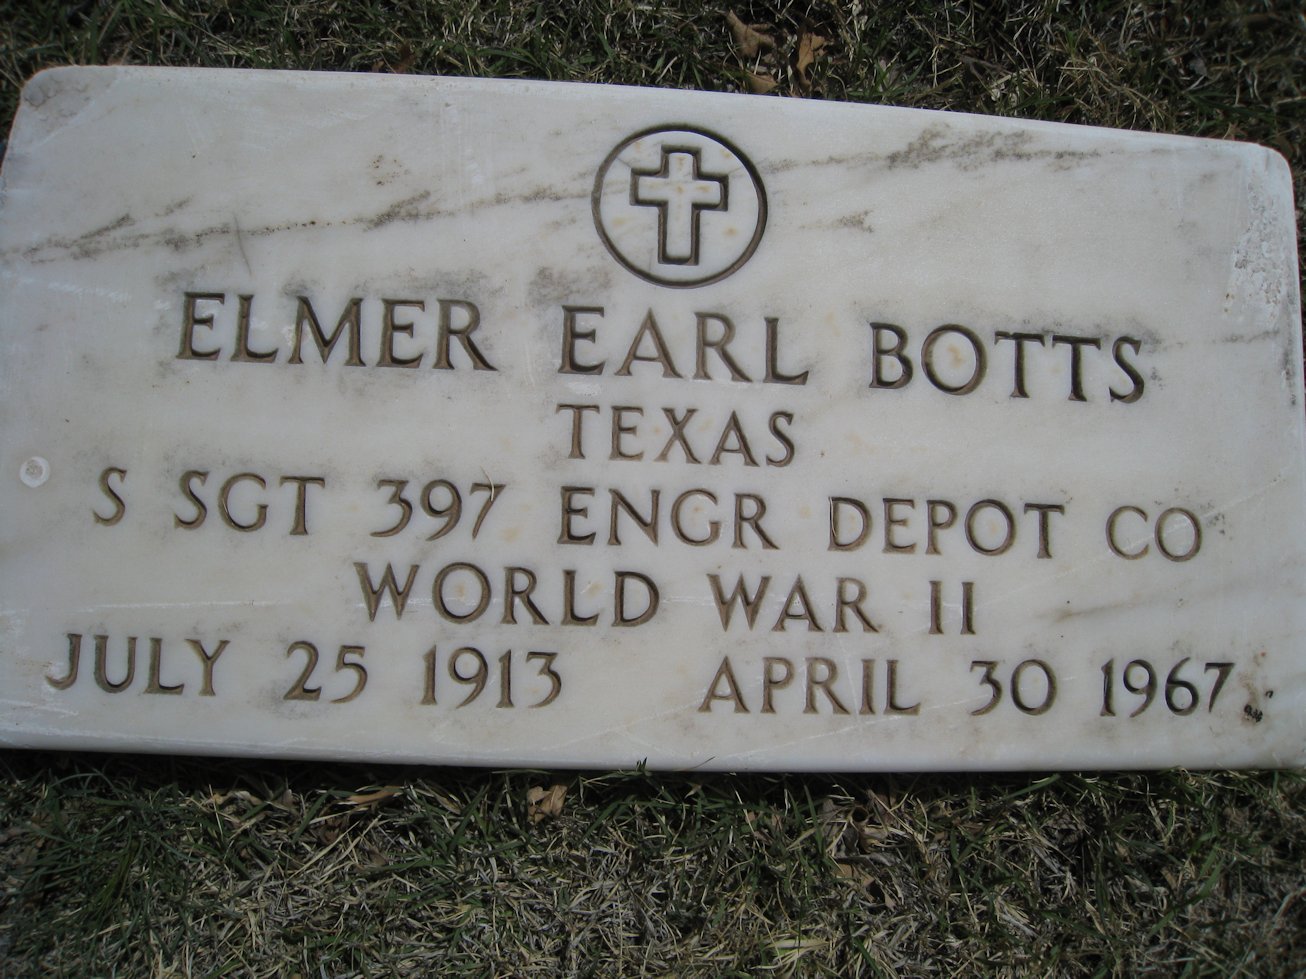 ELMER EARL BOTTS
TEXAS
S SGT 397 ENGR DEPOT CO
WORLD WAR II
JULY 25 1913 APRIL 30 1967